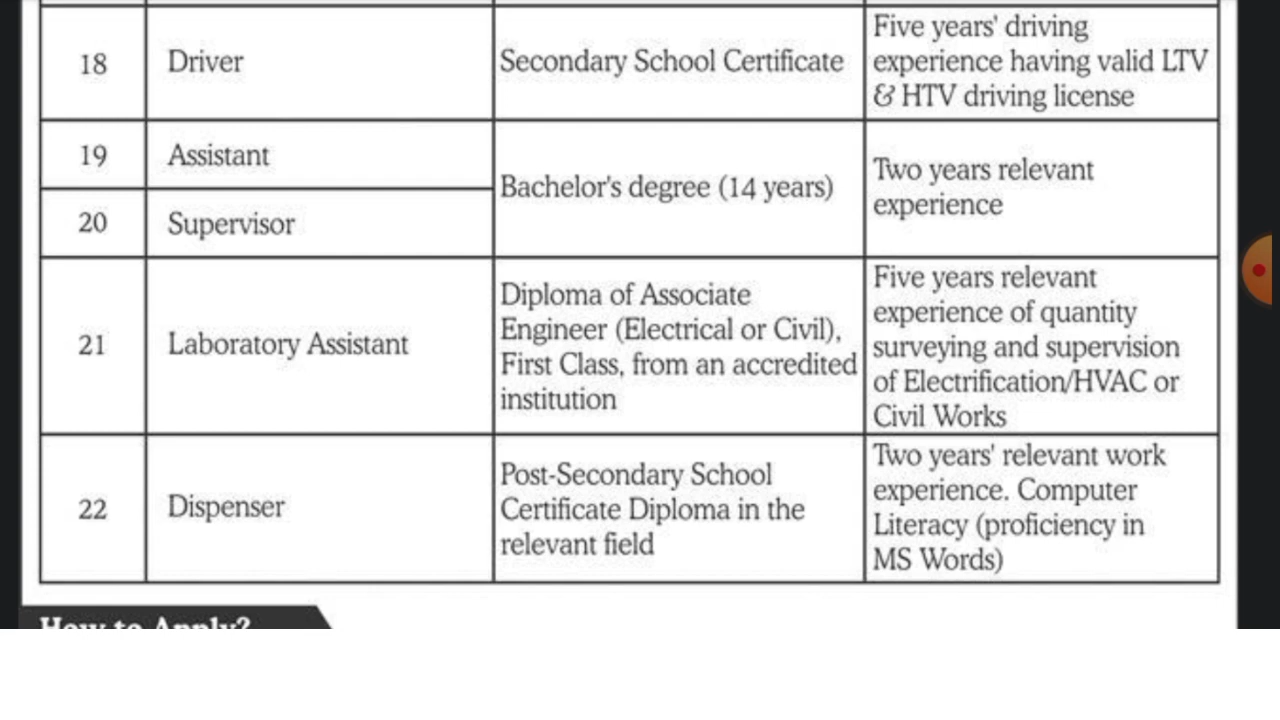 18
Driver
Secondary School Certificate
Five years' driving
experience having valid LTV
& HTV driving license
19
Assistant
20
Supervisor
Bachelor's degree (14 years)
Two years relevant
experience
21
Laboratory Assistant
Diploma of Associate
Engineer (Electrical or Civil),
First Class, from an accredited
institution
Five years relevant
experience of quantity
surveying and supervision
of Electrification/HVAC or
Civil Works
22
Dispenser
Post-Secondary School
Certificate Diploma in the
relevant field
Two years' relevant work
experience. Computer
Literacy (proficiency in
MS Words)
How to Apply?